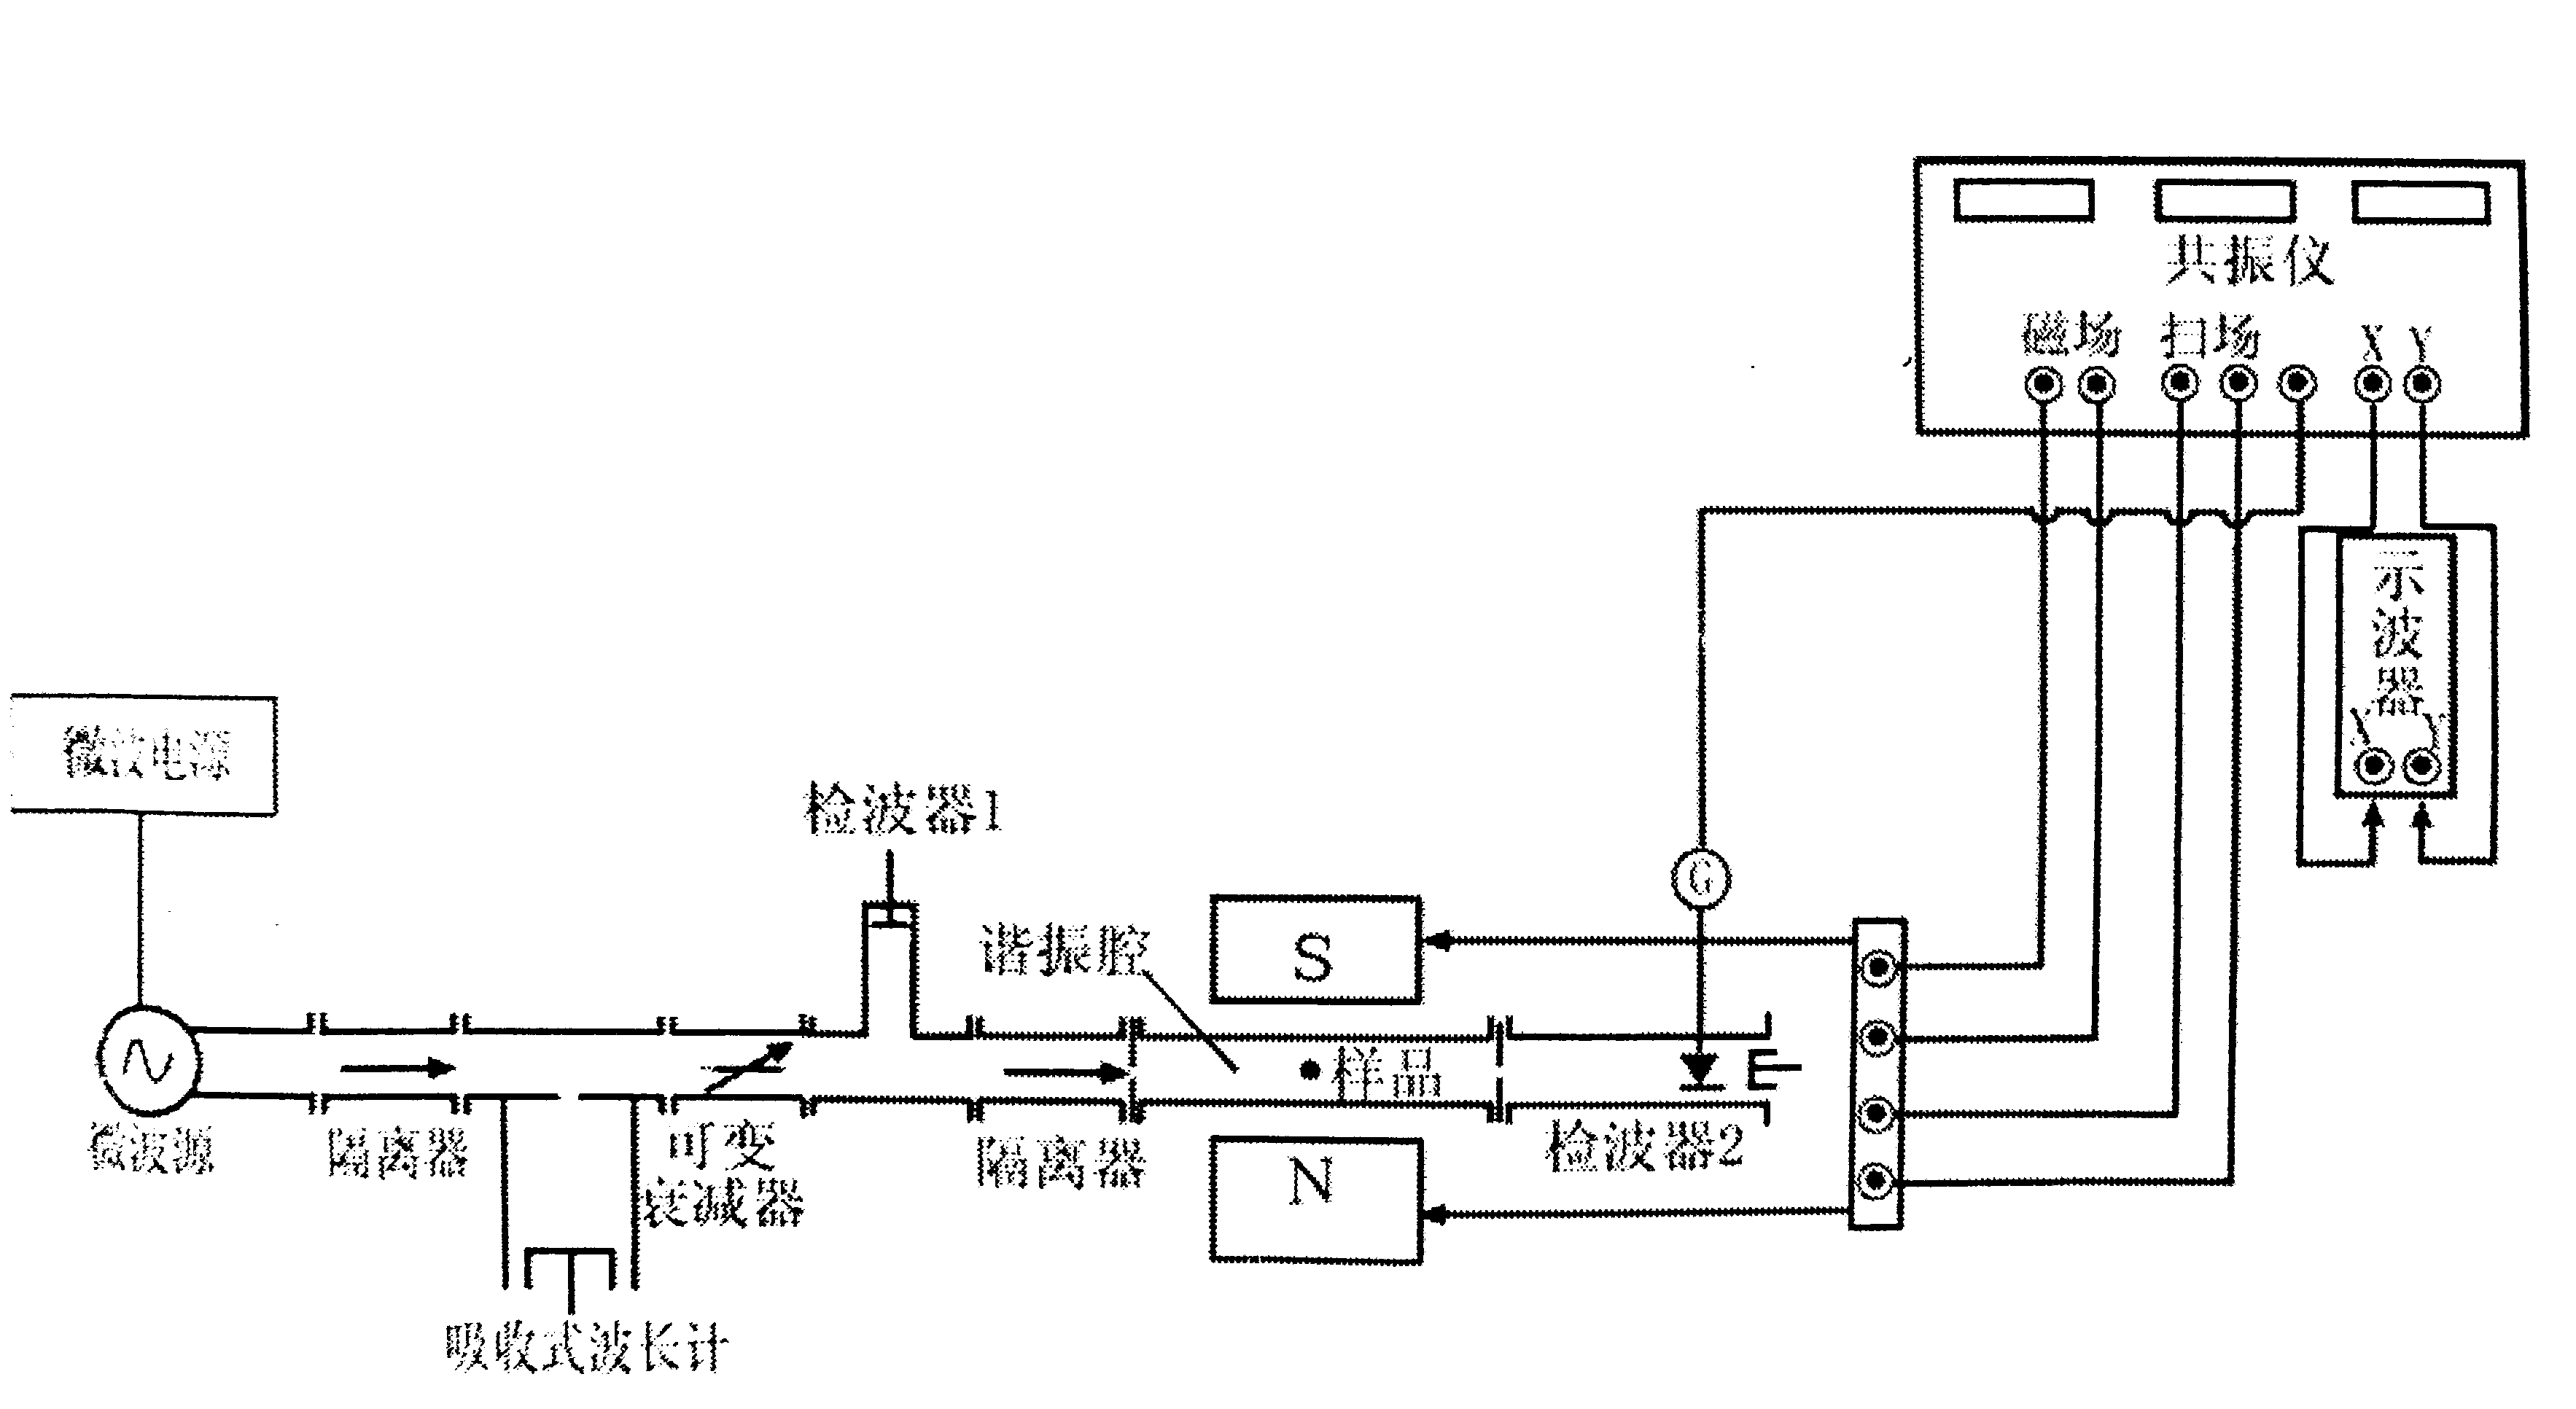 共振仪
磁场 扫场 X Y
示波器
X Y
微波电源
检波器1
G
S
谐振腔
样品
微波源
隔离器
可变
衰减器
隔离器
N
检波器2
吸收式波长计